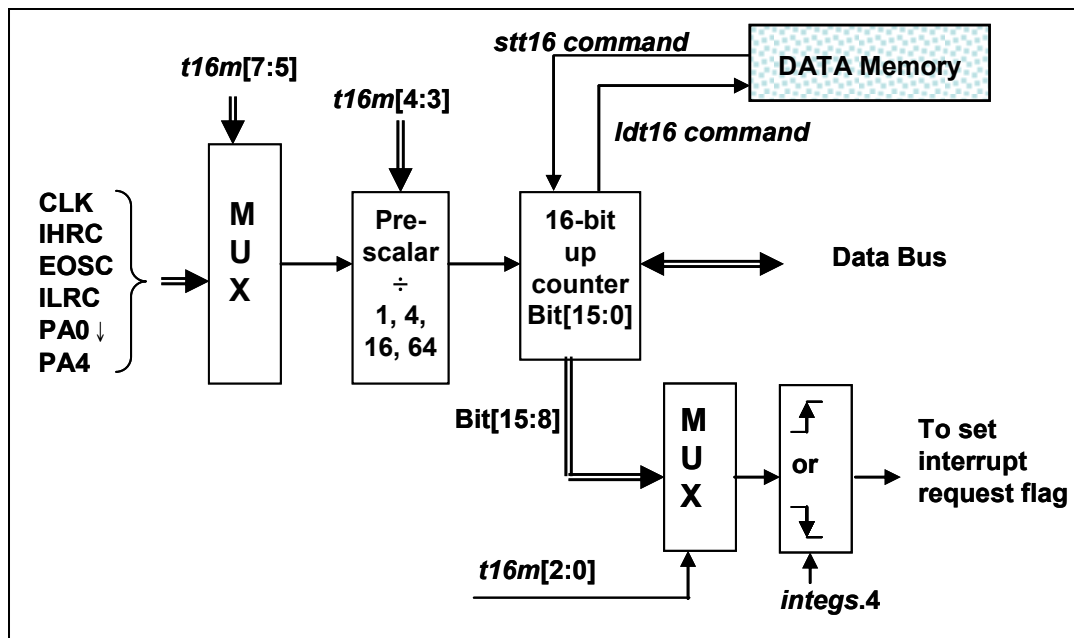 stt16 command
DATA Memory
t16m[7:5]
t16m[4:3]
ldt16 command
CLK
IHRC
EOSC
ILRC
PA0 ↓
PA4
M
U
X
Pre-
scalar
÷
1, 4,
16, 64
16-bit
up
counter
Bit[15:0]
Data Bus
Bit[15:8]
M
U
X
or
To set
interrupt
request flag
t16m[2:0]
integs.4